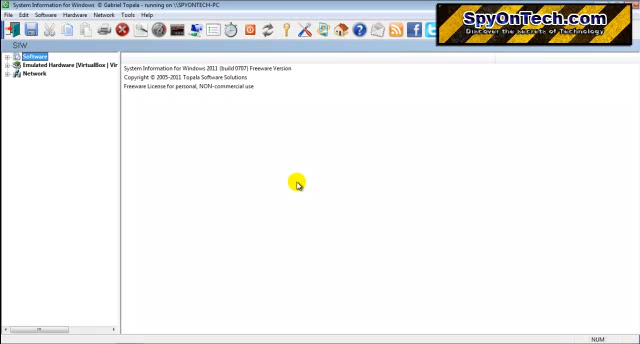 System Information for Windows © Gabriel Topala - running on \\SPYONTECH-PC
SpyOnTech.com
Discover the secrets of Technology
File Edit Software Hardware Network Tools Help
SIW
Software
Emulated Hardware [VirtualBox | Vir
Network
System Information for Windows 2011 (build 0707) Freeware Version
Copyright © 2005-2011 Topala Software Solutions
Freeware License for personal, NON-commercial use
NUM